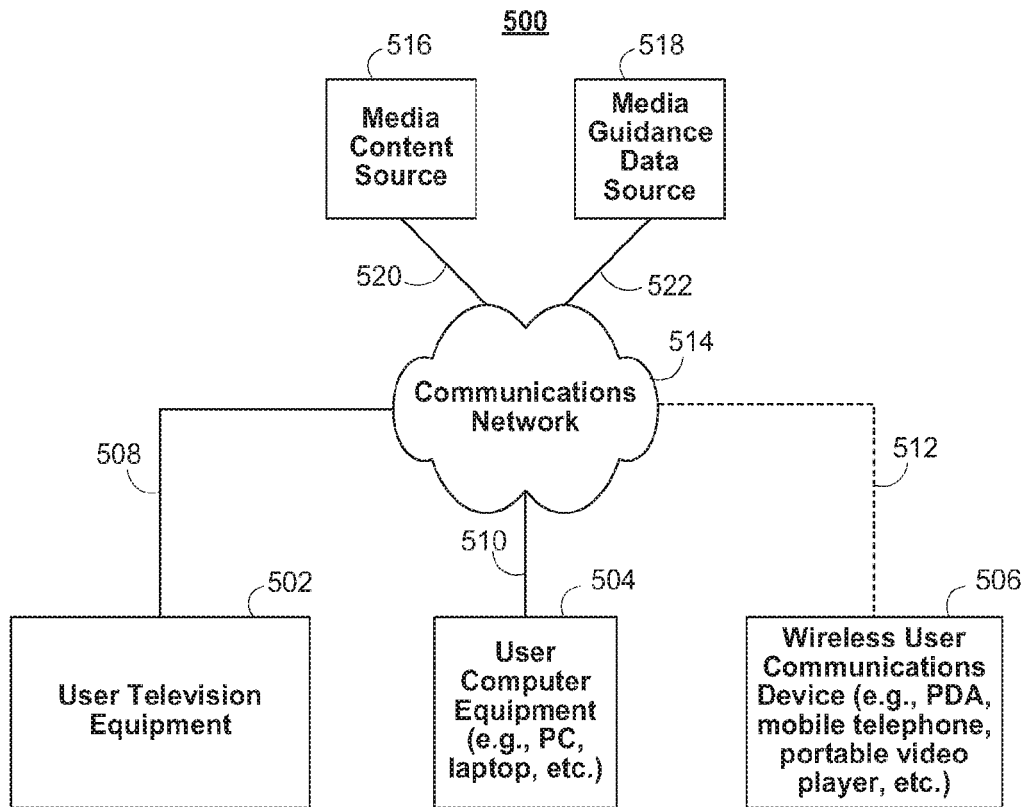 500
516
518
Media
Content
Source
Media
Guidance
Data
Source
520
522
514
Communications
Network
508
512
510
502
504
506
User Television
Equipment
User
Computer
Equipment
(e.g., PC,
laptop, etc.)
Wireless User
Communications
Device (e.g., PDA,
mobile telephone,
portable video
player, etc.)